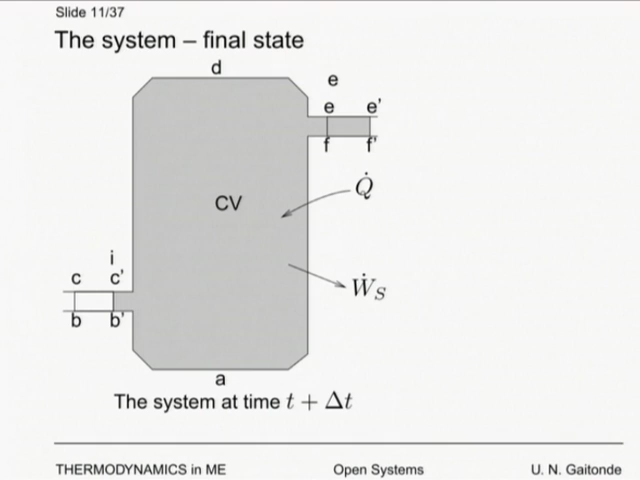 Slide 11/37
The system – final state
d
e
e e'
f f'
Q̇
CV
Ẇ_S
i
c c'
b b'
a
The system at time t + Δt
THERMODYNAMICS in ME Open Systems U. N. Gaitonde